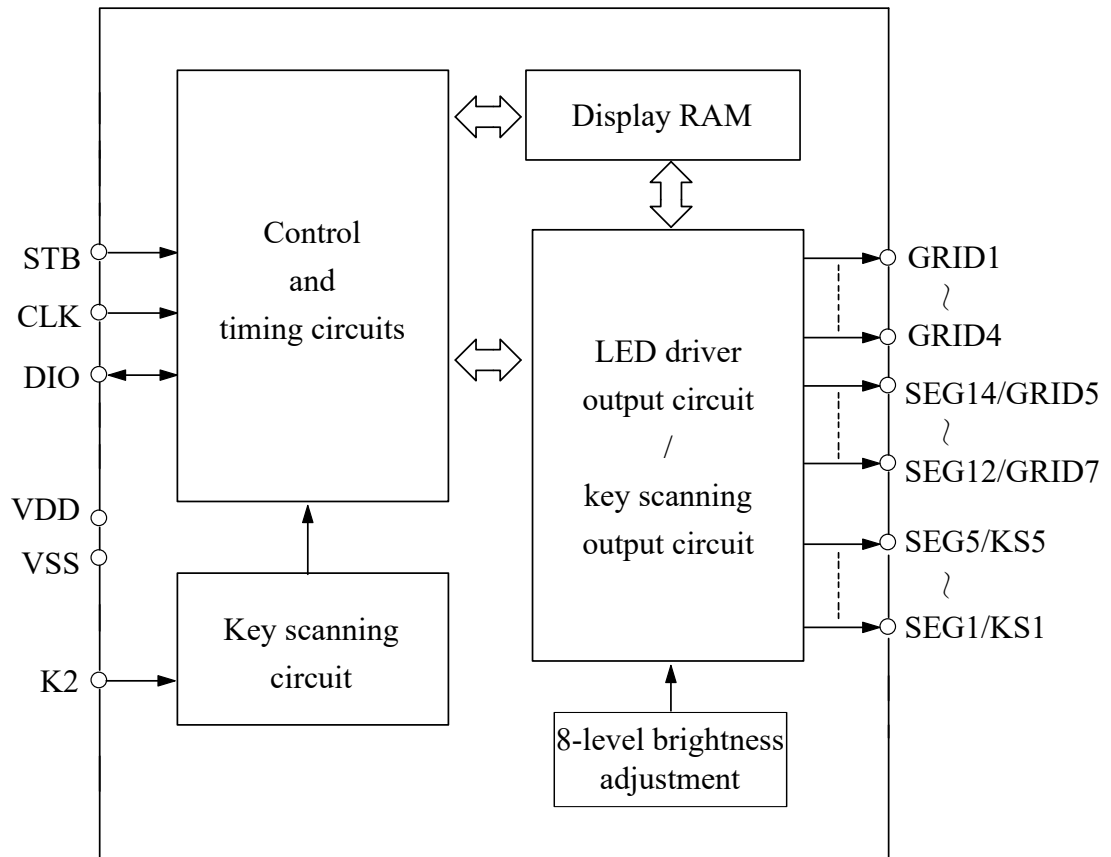 Display RAM
Control
and
timing circuits
STB
CLK
DIO
VDD
VSS
K2
Key scanning
circuit
LED driver
output circuit
/
key scanning
output circuit
8-level brightness
adjustment
GRID1
~
GRID4
SEG14/GRID5
~
SEG12/GRID7
SEG5/KS5
~
SEG1/KS1